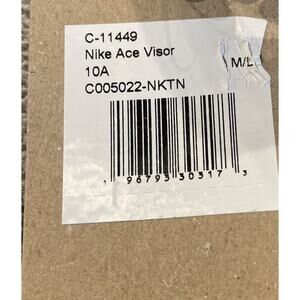 C-11449
Nike Ace Visor
10A
M/L
C005022-NKTN
1 96793 30317 3